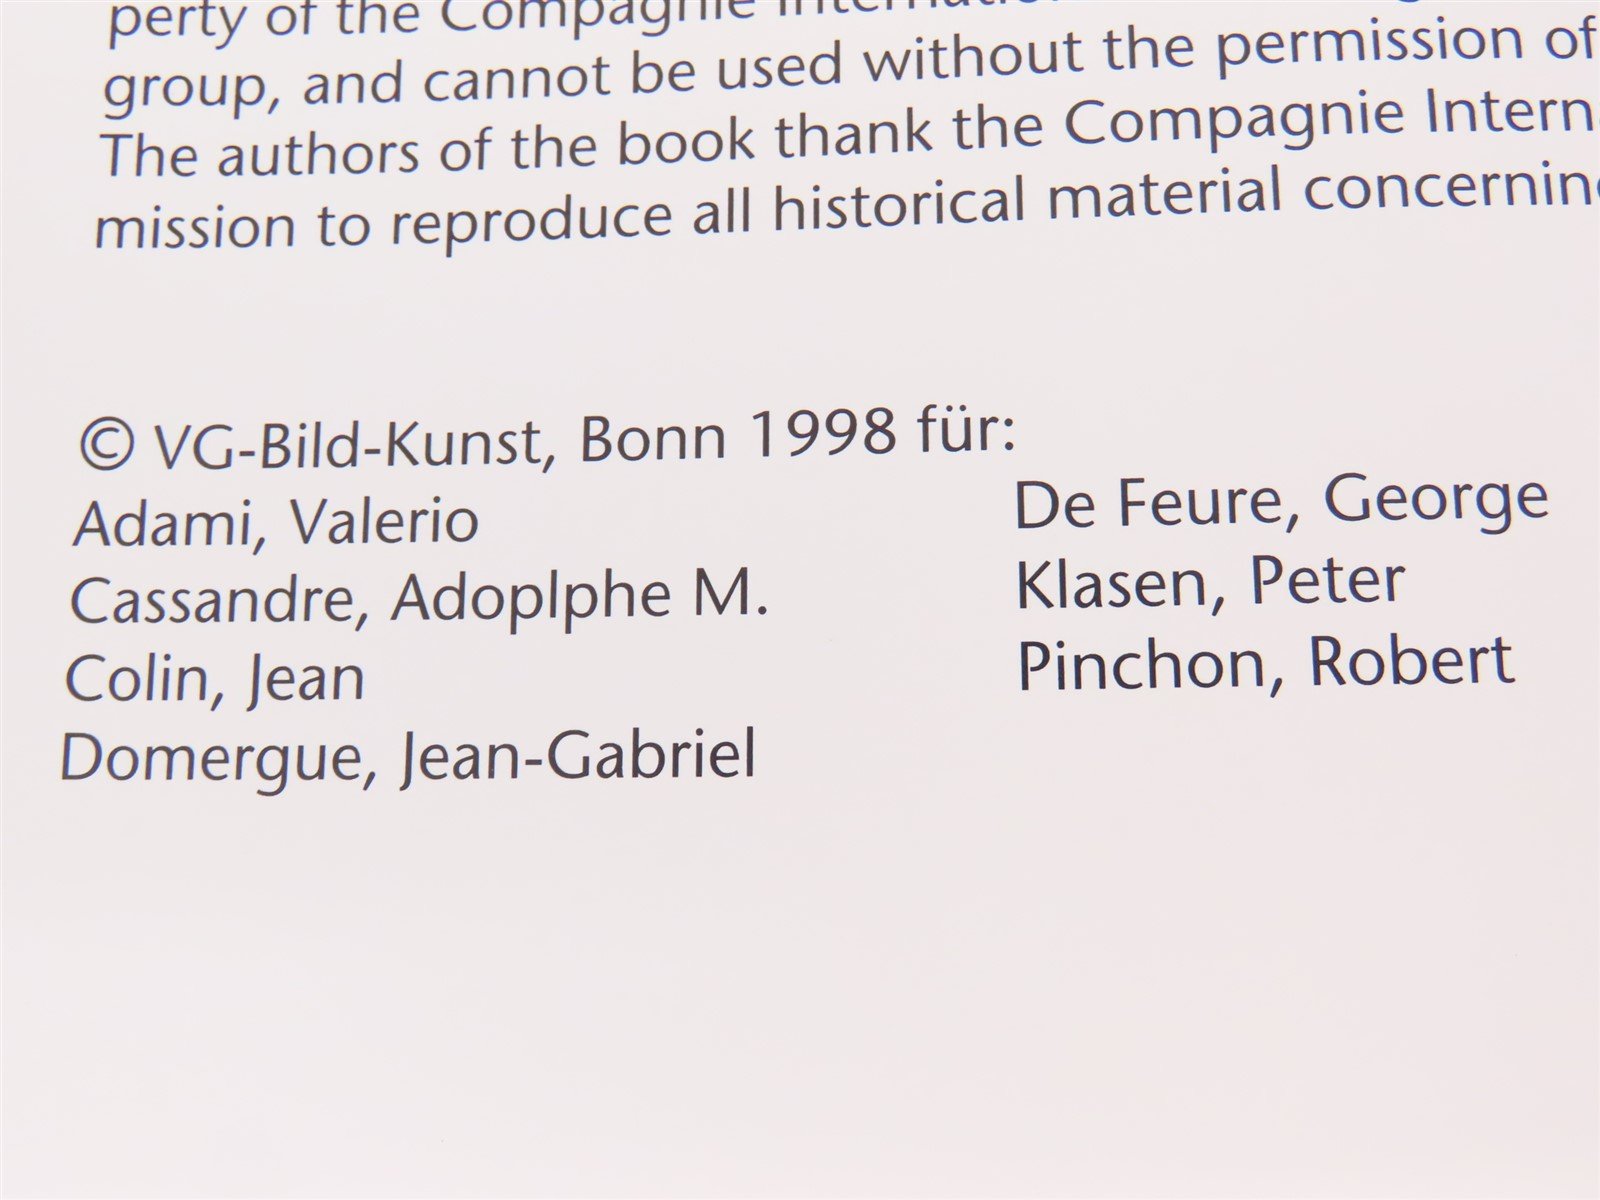 perty of the Compagnie
group, and cannot be used without the permission of
The authors of the book thank the Compagnie Intern
mission to reproduce all historical material concernin
© VG-Bild-Kunst, Bonn 1998 für:
Adami, Valerio
Cassandre, Adoplphe M.
Colin, Jean
Domergue, Jean-Gabriel
De Feure, George
Klasen, Peter
Pinchon, Robert